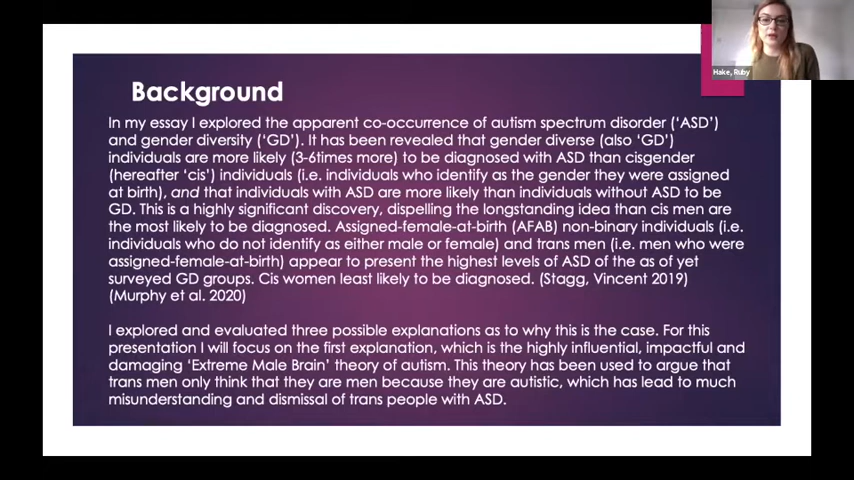 Hake, Ruby
Background
In my essay I explored the apparent co-occurrence of autism spectrum disorder ('ASD')
and gender diversity ('GD'). It has been revealed that gender diverse (also 'GD')
individuals are more likely (3-6times more) to be diagnosed with ASD than cisgender
(hereafter 'cis') individuals (i.e. individuals who identify as the gender they were assigned
at birth), and that individuals with ASD are more likely than individuals without ASD to be
GD. This is a highly significant discovery, dispelling the longstanding idea than cis men are
the most likely to be diagnosed. Assigned-female-at-birth (AFAB) non-binary individuals (i.e.
individuals who do not identify as either male or female) and trans men (i.e. men who were
assigned-female-at-birth) appear to present the highest levels of ASD of the as of yet
surveyed GD groups. Cis women least likely to be diagnosed. (Stagg, Vincent 2019)
(Murphy et al. 2020)
I explored and evaluated three possible explanations as to why this is the case. For this
presentation I will focus on the first explanation, which is the highly influential, impactful and
damaging 'Extreme Male Brain' theory of autism. This theory has been used to argue that
trans men only think that they are men because they are autistic, which has lead to much
misunderstanding and dismissal of trans people with ASD.